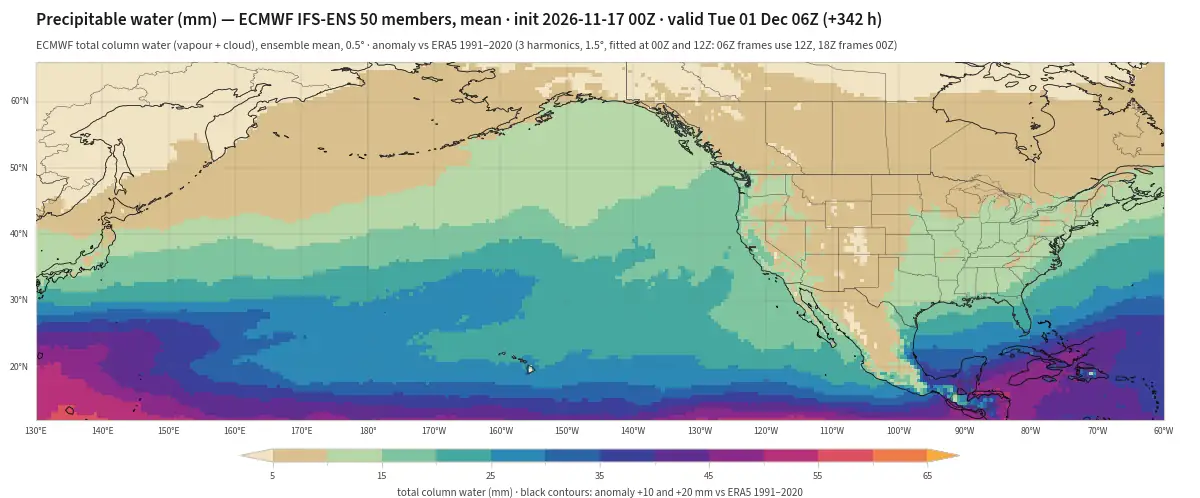 Precipitable water (mm) — ECMWF IFS-ENS 50 members, mean · init 2026-11-17 00Z · valid Tue 01 Dec 06Z (+342 h)
ECMWF total column water (vapour + cloud), ensemble mean, 0.5° · anomaly vs ERA5 1991–2020 (3 harmonics, 1.5°, fitted at 00Z and 12Z: 06Z frames use 12Z, 18Z frames 00Z)
60°N
50°N
40°N
30°N
20°N
130°E 140°E 150°E 160°E 170°E 180° 170°W 160°W 150°W 140°W 130°W 120°W 110°W 100°W 90°W 80°W 70°W 60°W
5 15 25 35 45 55 65
total column water (mm) · black contours: anomaly +10 and +20 mm vs ERA5 1991–2020